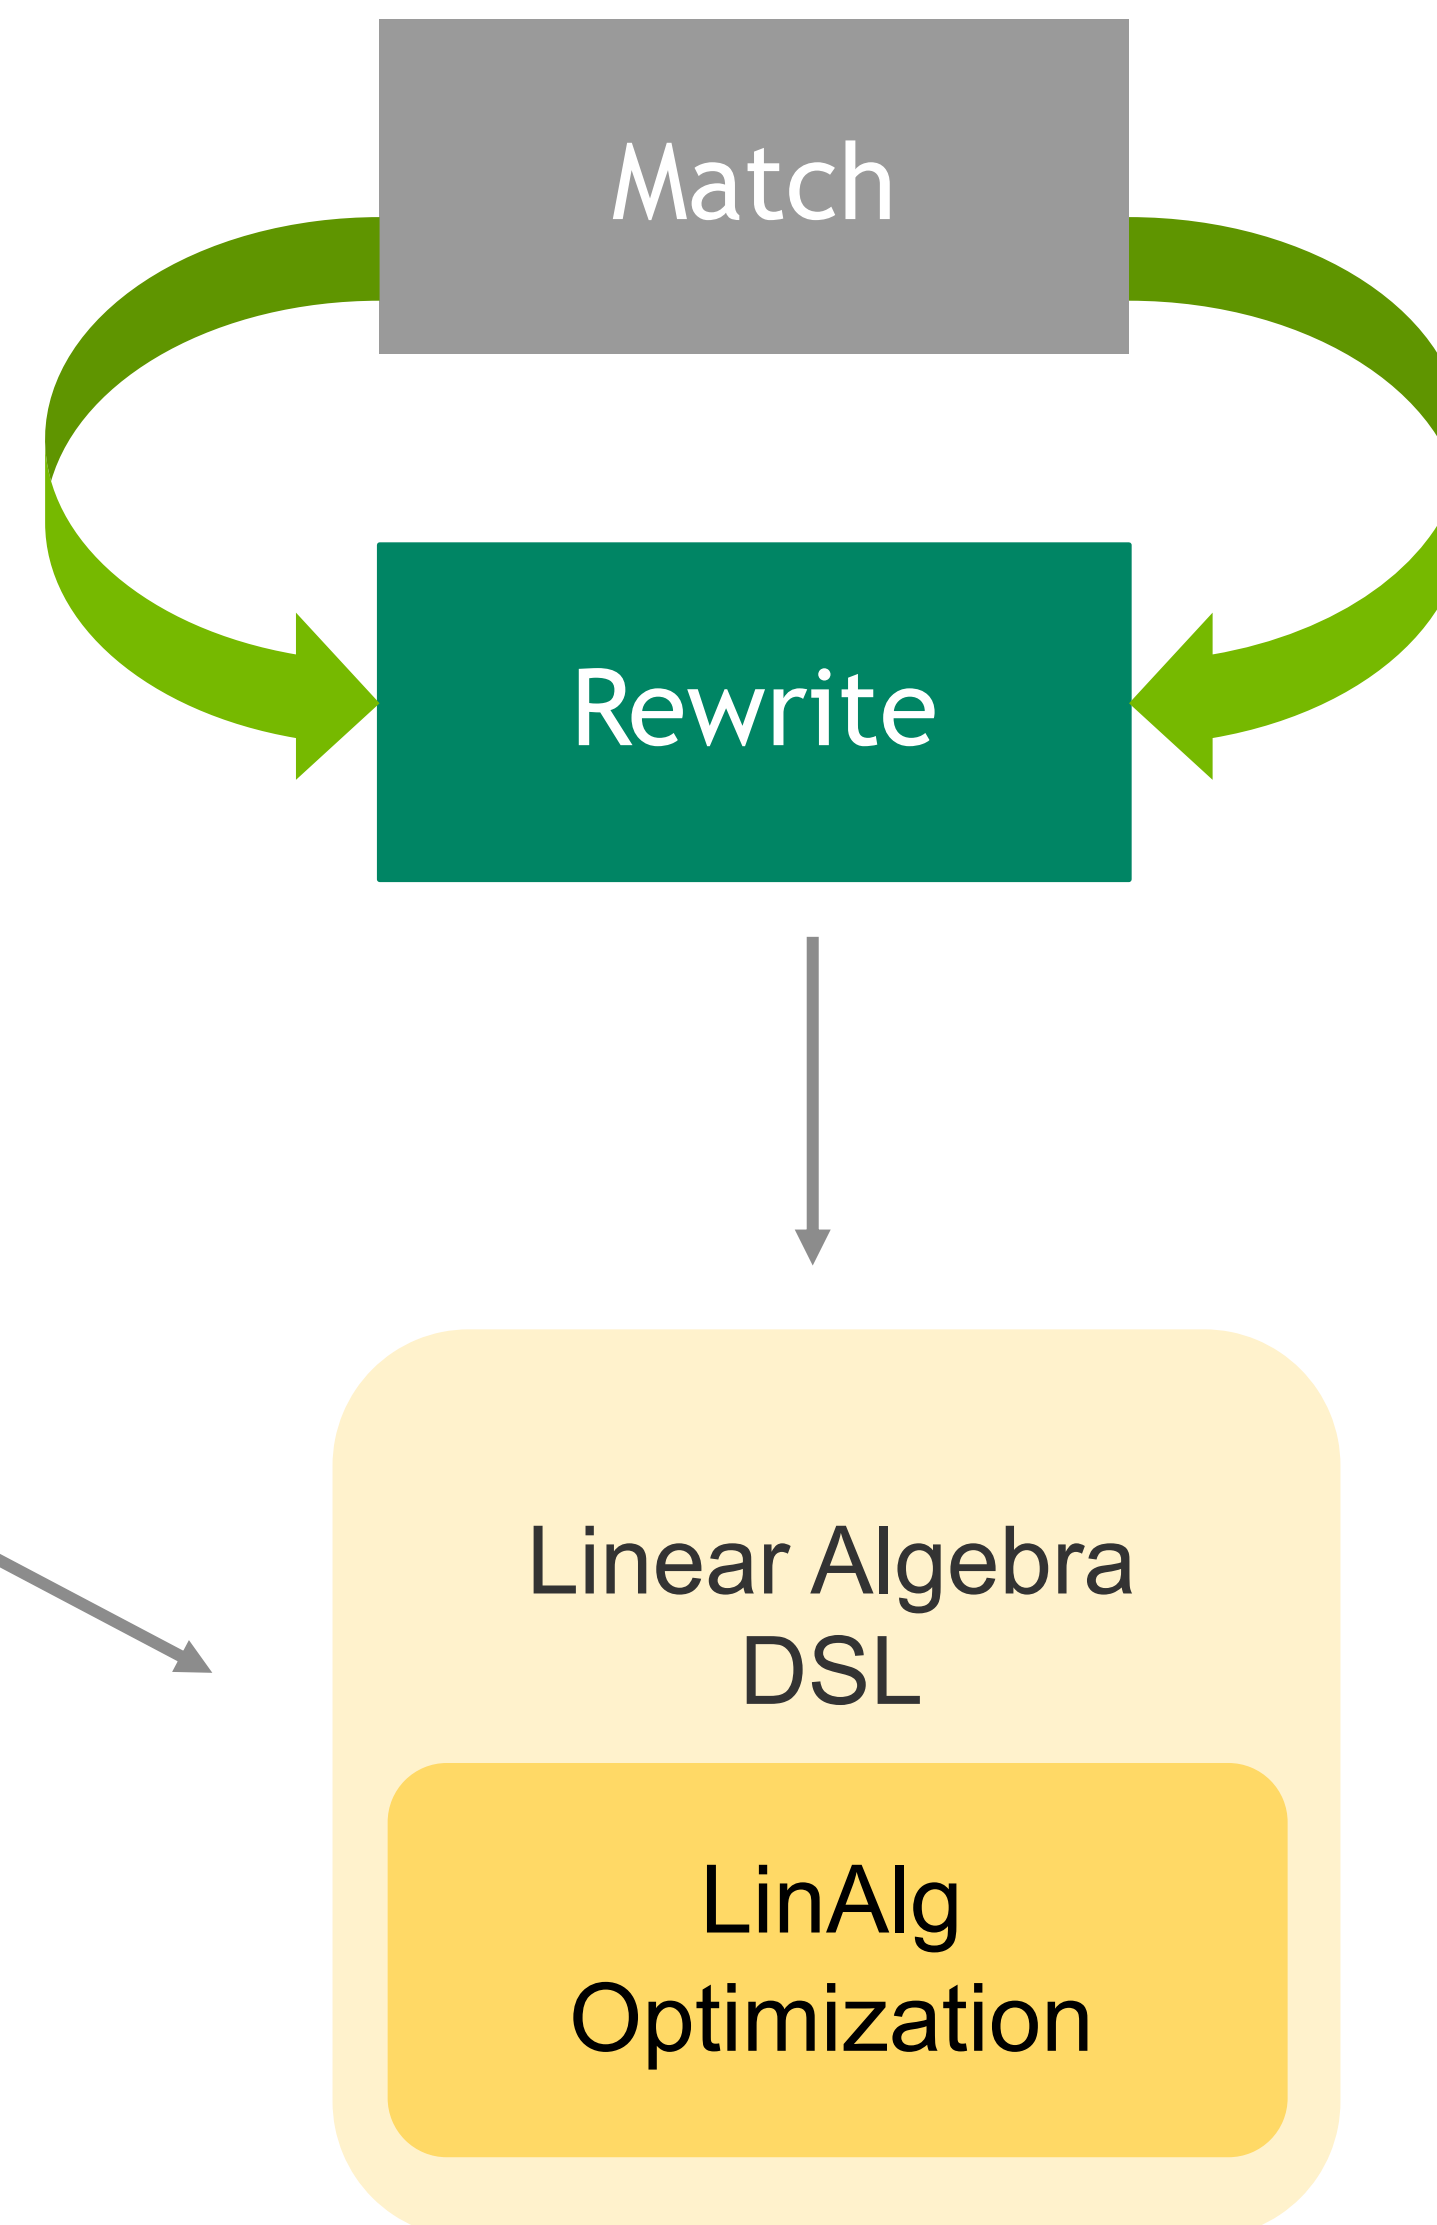 Match
Rewrite
Linear Algebra
DSL
LinAlg
Optimization